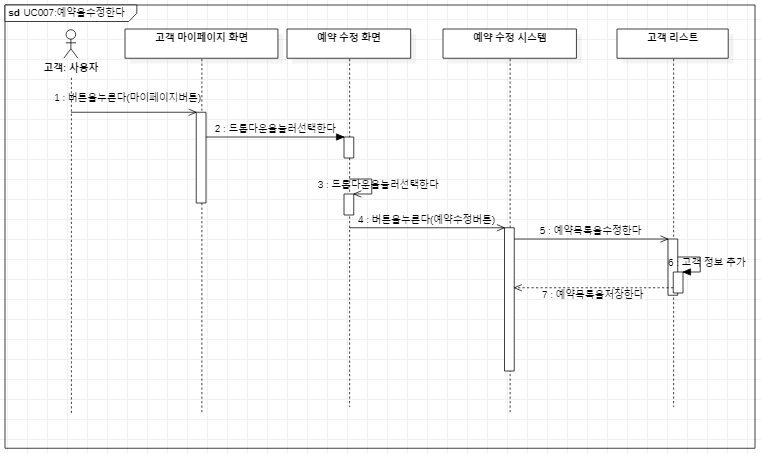 sd UC007:예약을수정한다
고객: 사용자
고객 마이페이지 화면
예약 수정 화면
예약 수정 시스템
고객 리스트
1 : 버튼을누른다(마이페이지버튼)
2 : 드롭다운을눌러선택한다
3 : 드롭다운을눌러선택한다
4 : 버튼을누른다(예약수정버튼)
5 : 예약목록을수정한다
6 : 고객 정보 추가
7 : 예약목록을저장한다